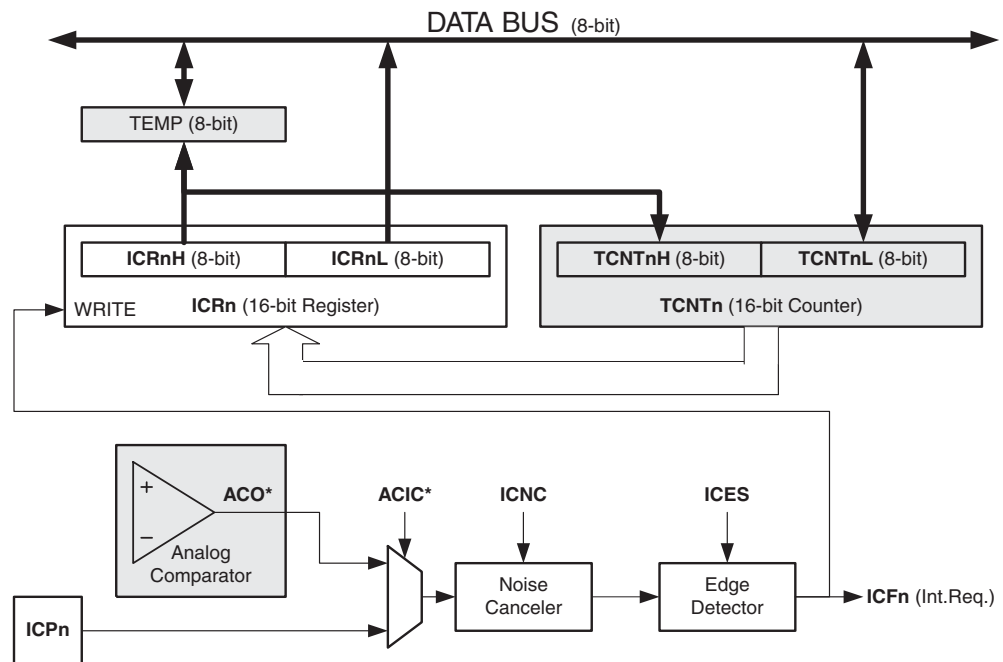 DATA BUS (8-bit)
TEMP (8-bit)
ICRnH (8-bit)
ICRnL (8-bit)
TCNTnH (8-bit)
TCNTnL (8-bit)
WRITE
ICRn (16-bit Register)
TCNTn (16-bit Counter)
+
−
ACO*
Analog
Comparator
ACIC*
ICNC
ICES
Noise
Canceler
Edge
Detector
ICFn (Int.Req.)
ICPn